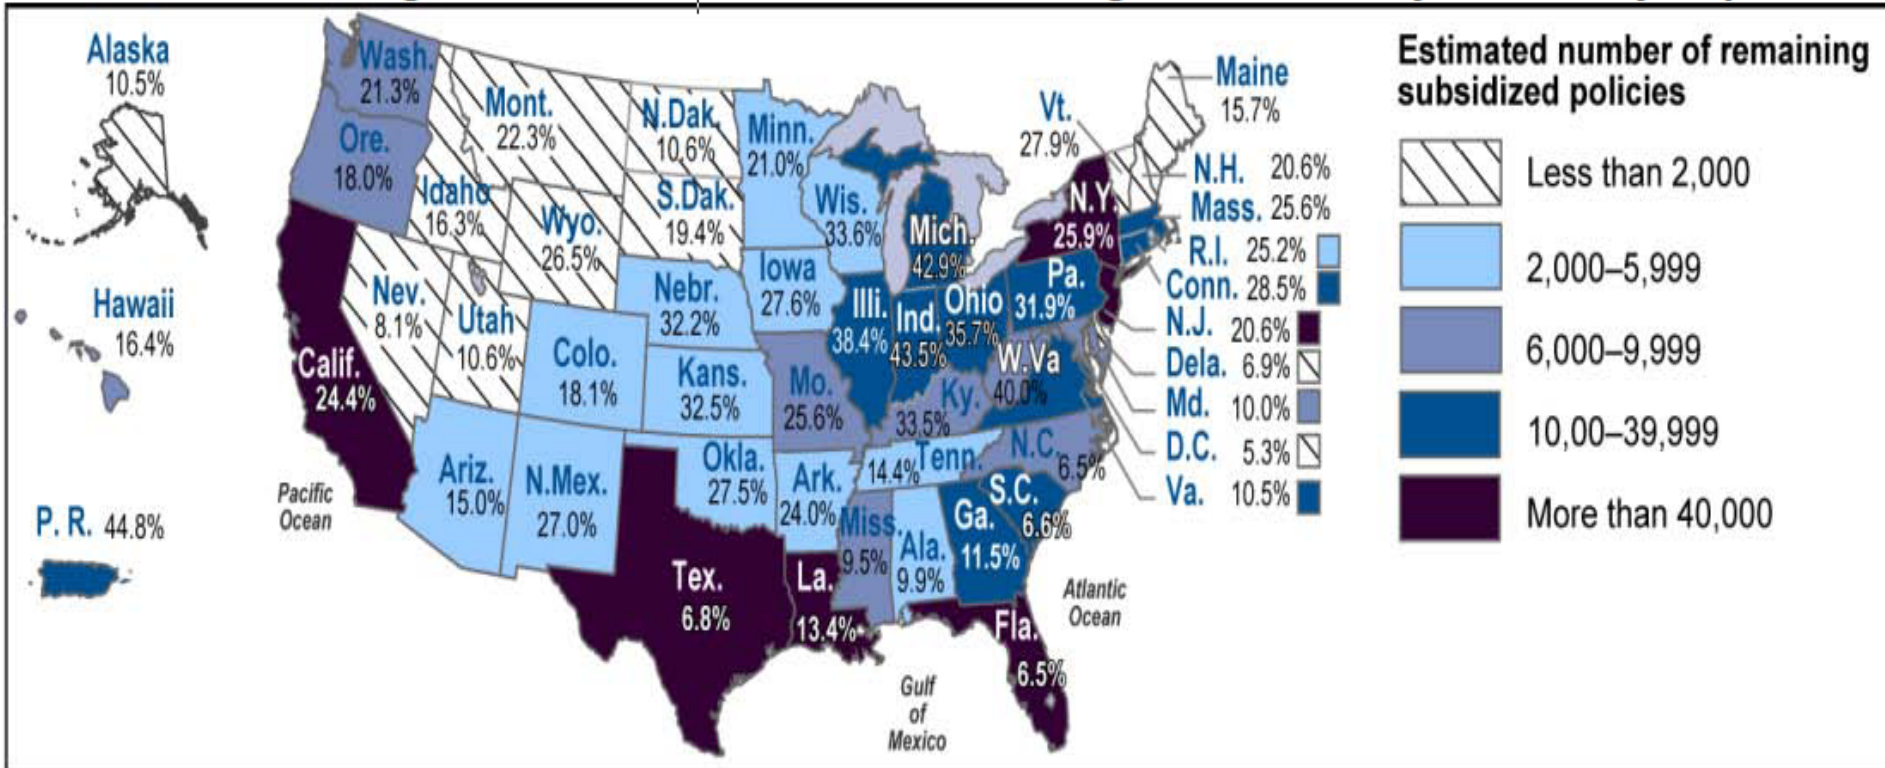 Alaska
10.5%
Hawaii
16.4%
P. R. 44.8%
Wash.
21.3%
Ore.
18.0%
Calif.
24.4%
Idaho
16.3%
Nev.
8.1%
Mont.
22.3%
Wyo.
26.5%
Utah
10.6%
Ariz.
15.0%
Colo.
18.1%
N.Mex.
27.0%
N.Dak.
10.6%
S.Dak.
19.4%
Nebr.
32.2%
Kans.
32.5%
Okla.
27.5%
Tex.
6.8%
Minn.
21.0%
Iowa
27.6%
Mo.
25.6%
Ark.
24.0%
La.
13.4%
Wis.
33.6%
Illi.
38.4%
Mich.
42.9%
Ind.
43.5%
Ohio
35.7%
Ky.
33.5%
Tenn.
14.4%
Miss.
9.5%
Ala.
9.9%
Ga.
11.5%
Fla.
6.5%
S.C.
6.6%
N.C.
6.5%
W.Va
40.0%
Pa.
31.9%
N.Y.
25.9%
Vt.
27.9%
Maine
15.7%
N.H. 20.6%
Mass. 25.6%
R.I. 25.2%
Conn. 28.5%
N.J. 20.6%
Dela. 6.9%
Md. 10.0%
D.C. 5.3%
Va. 10.5%
Pacific
Ocean
Gulf
of
Mexico
Atlantic
Ocean
Estimated number of remaining
subsidized policies
Less than 2,000
2,000–5,999
6,000–9,999
10,00–39,999
More than 40,000